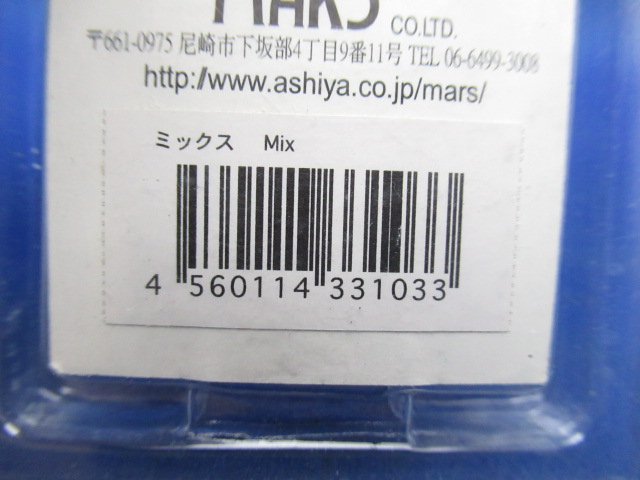 MARS CO.LTD.
〒661-0975 尼崎市下坂部4丁目9番11号 TEL 06-6499-3008
http://www.ashiya.co.jp/mars/
ミックス Mix
4 560114 331033